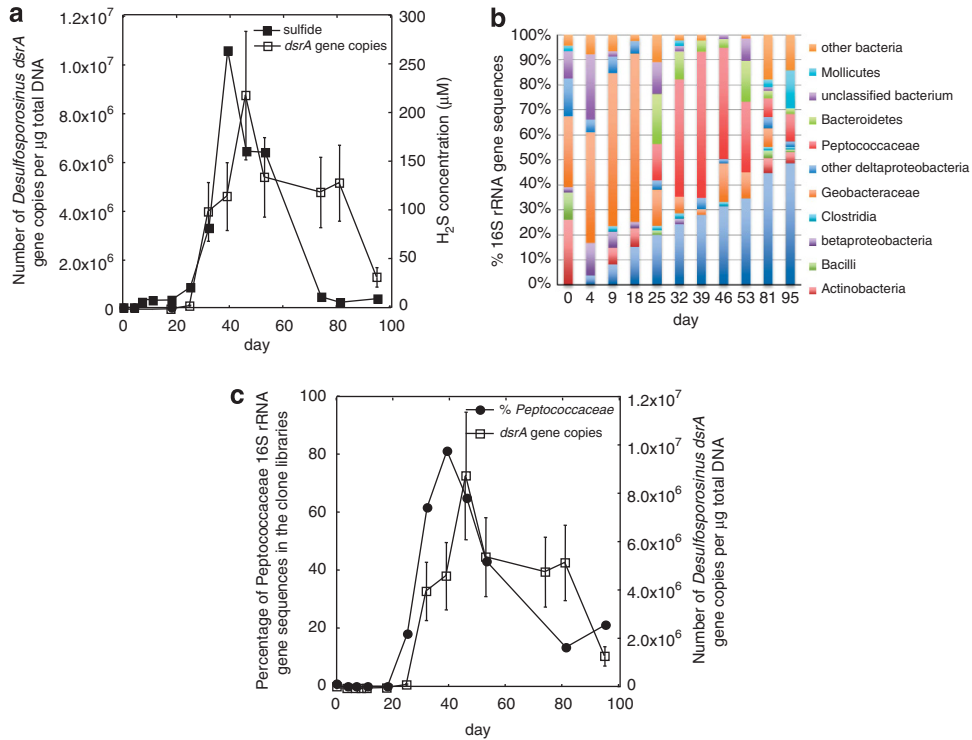 a
sulfide
dsrA gene copies
Number of Desulfosporosinus dsrA
gene copies per µg total DNA
1.2x10⁷
1.0x10⁶
8.0x10⁶
6.0x10⁶
4.0x10⁶
2.0x10⁶
0
300
250
200
150
100
50
0
H₂S concentration (µM)
0 20 40 60 80 100
day
b
% 16S rRNA gene sequences
100%
90%
80%
70%
60%
50%
40%
30%
20%
10%
0%
0 4 9 18 25 32 39 46 53 81 95
day
other bacteria
Mollicutes
unclassified bacterium
Bacteroidetes
Peptococcaceae
other deltaproteobacteria
Geobacteraceae
Clostridia
betaproteobacteria
Bacilli
Actinobacteria
c
% Peptococcaceae
dsrA gene copies
Percentage of Peptococcaceae 16S rRNA
gene sequences in the clone libraries
100
80
60
40
20
0
1.2x10⁷
1.0x10⁷
8.0x10⁶
6.0x10⁶
4.0x10⁶
2.0x10⁶
0
Number of Desulfosporosinus dsrA
gene copies per µg total DNA
0 20 40 60 80 100
day